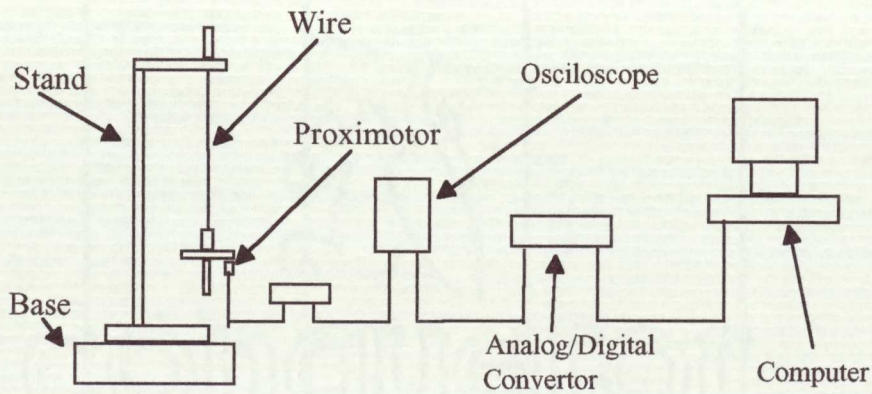 Wire
Stand
Osciloscope
Proximotor
Base
Analog/Digital
Convertor
Computer